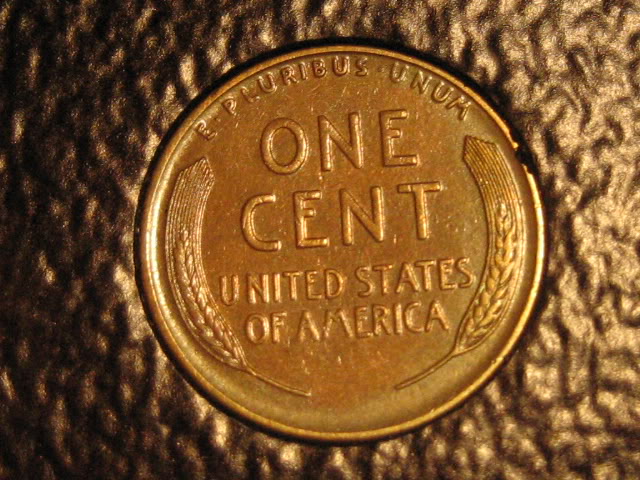 E·PLURIBUS·UNUM
ONE
CENT
UNITED STATES
OF AMERICA